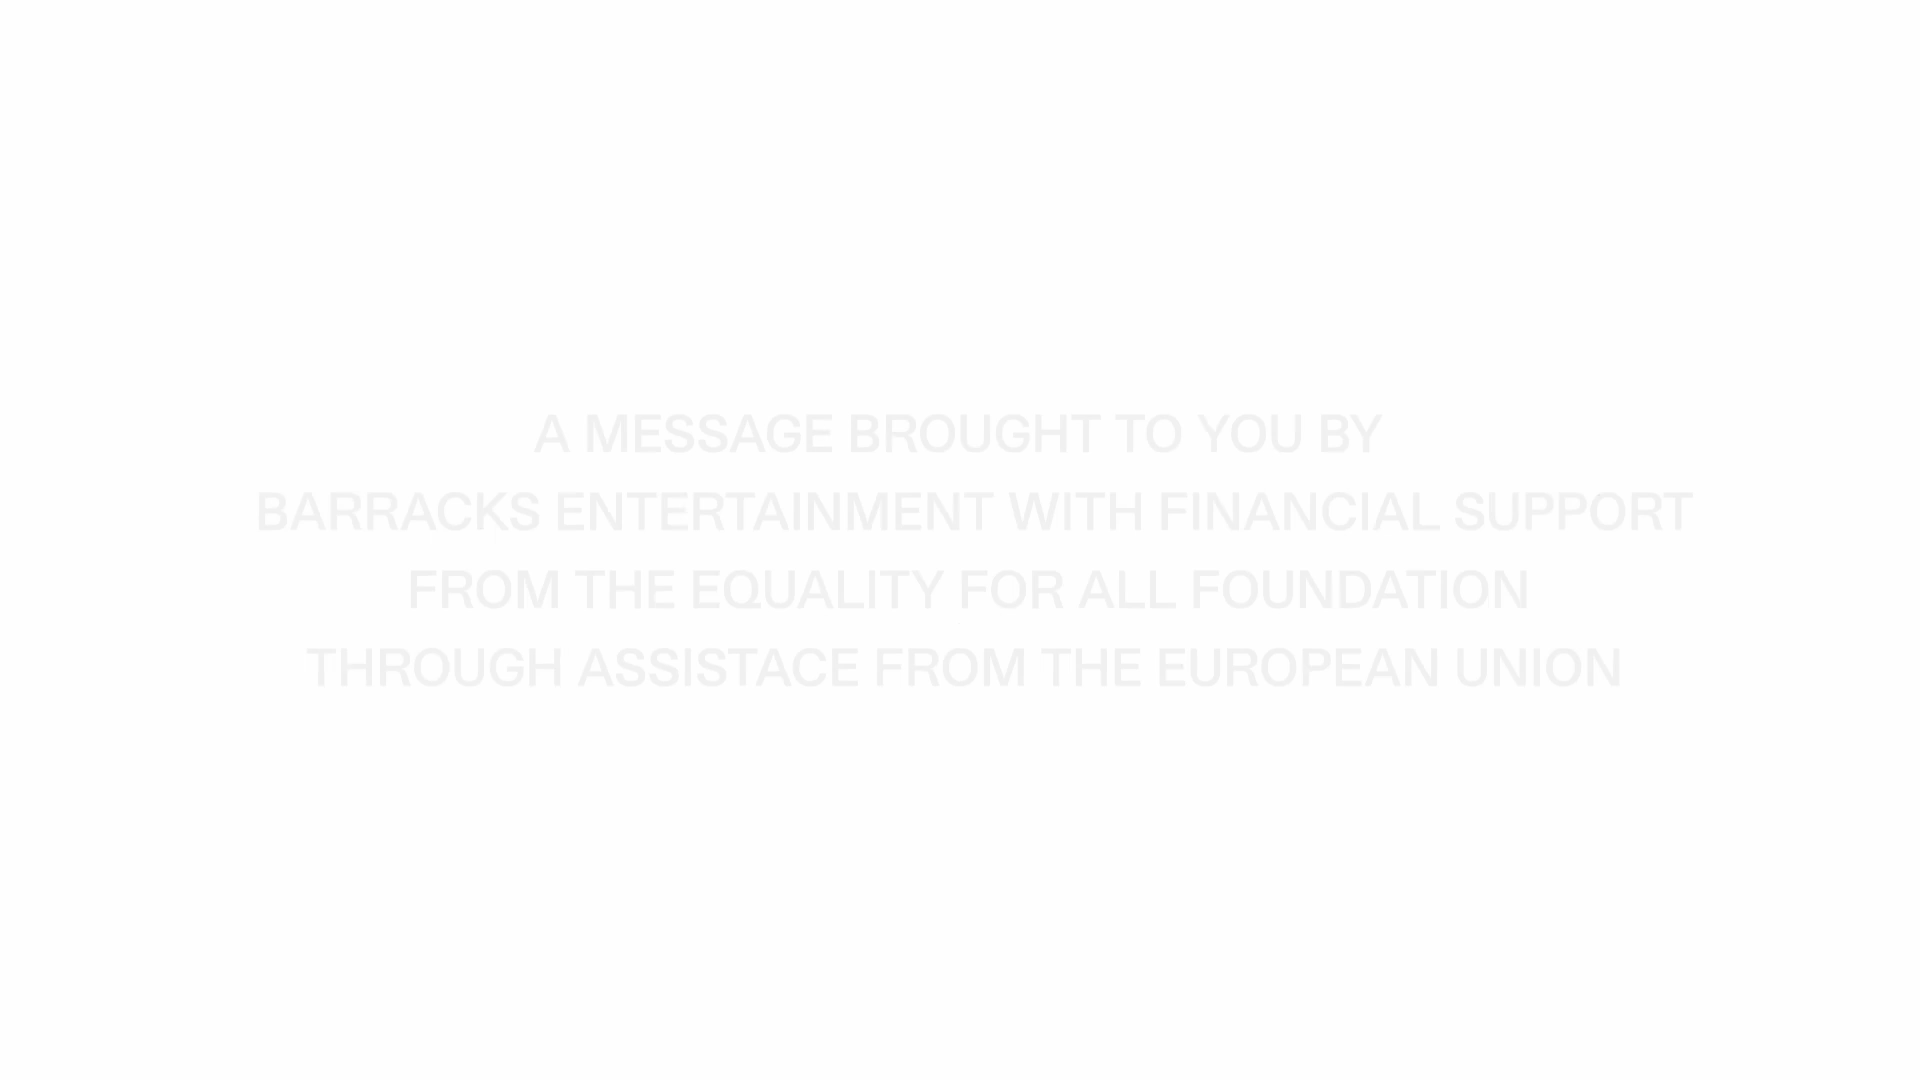 A MESSAGE BROUGHT TO YOU BY
BARRACKS ENTERTAINMENT WITH FINANCIAL SUPPORT
FROM THE EQUALITY FOR ALL FOUNDATION
THROUGH ASSISTACE FROM THE EUROPEAN UNION